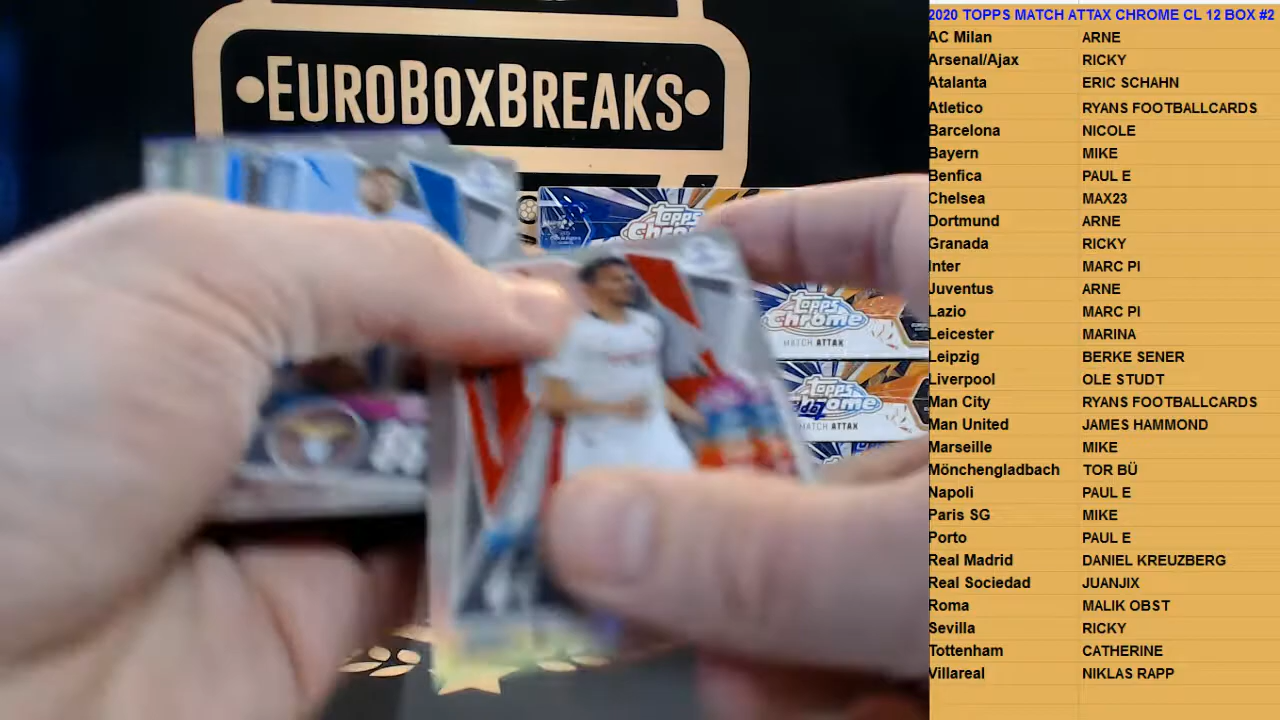 EUROBOXBREAKS
topps
Chrome
topps
Chrome
MATCH ATTAX
topps
Chrome
MATCH ATTAX
2020 TOPPS MATCH ATTAX CHROME CL 12 BOX #2
AC Milan ARNE
Arsenal/Ajax RICKY
Atalanta ERIC SCHAHN
Atletico RYANS FOOTBALLCARDS
Barcelona NICOLE
Bayern MIKE
Benfica PAUL E
Chelsea MAX23
Dortmund ARNE
Granada RICKY
Inter MARC PI
Juventus ARNE
Lazio MARC PI
Leicester MARINA
Leipzig BERKE SENER
Liverpool OLE STUDT
Man City RYANS FOOTBALLCARDS
Man United JAMES HAMMOND
Marseille MIKE
Mönchengladbach TOR BÜ
Napoli PAUL E
Paris SG MIKE
Porto PAUL E
Real Madrid DANIEL KREUZBERG
Real Sociedad JUANJIX
Roma MALIK OBST
Sevilla RICKY
Tottenham CATHERINE
Villareal NIKLAS RAPP